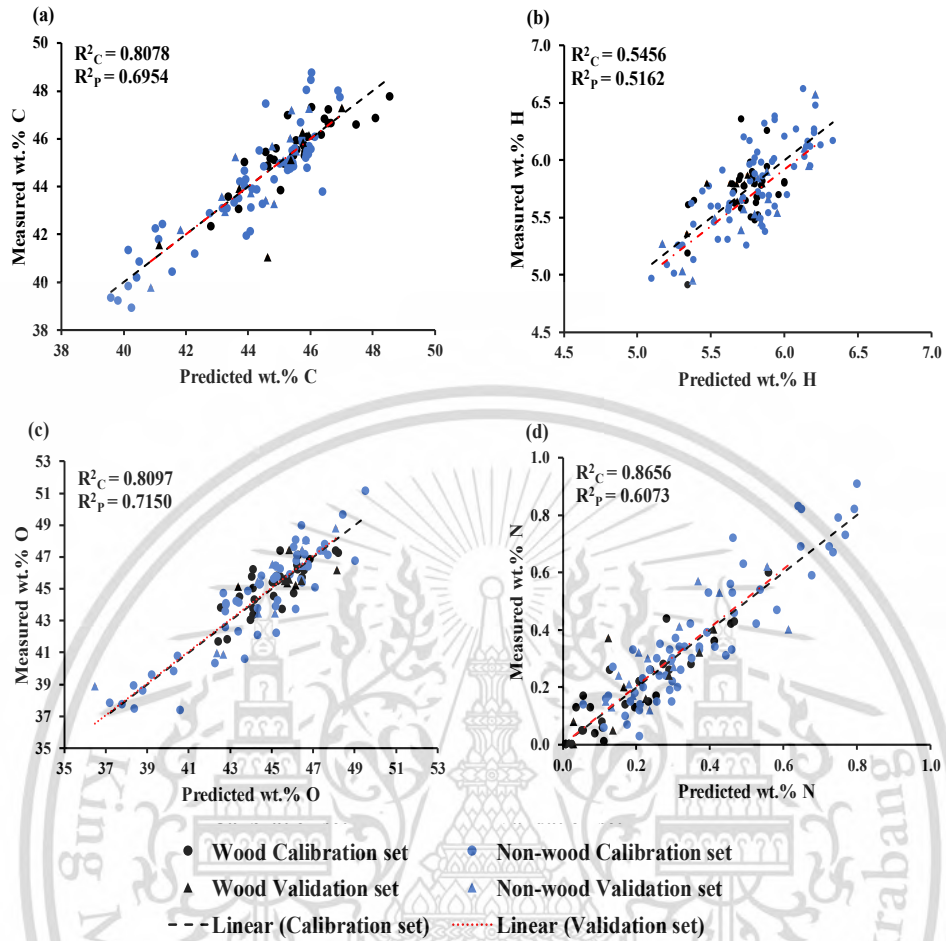 (a)
R²C = 0.8078
R²P = 0.6954
Measured wt.% C
50
48
46
44
42
40
38
38 40 42 44 46 48 50
Predicted wt.% C
(b)
R²C = 0.5456
R²P = 0.5162
Measured wt.% H
7.0
6.5
6.0
5.5
5.0
4.5
4.5 5.0 5.5 6.0 6.5 7.0
Predicted wt.% H
(c)
R²C = 0.8097
R²P = 0.7150
Measured wt.% O
53
51
49
47
45
43
41
39
37
35
35 37 39 41 43 45 47 49 51 53
Predicted wt.% O
(d)
R²C = 0.8656
R²P = 0.6073
Measured wt.% N
1.0
0.8
0.6
0.4
0.2
0.0
0.0 0.2 0.4 0.6 0.8 1.0
Predicted wt.% N
Wood Calibration set
Non-wood Calibration set
Wood Validation set
Non-wood Validation set
Linear (Calibration set)
Linear (Validation set)
King
rabang